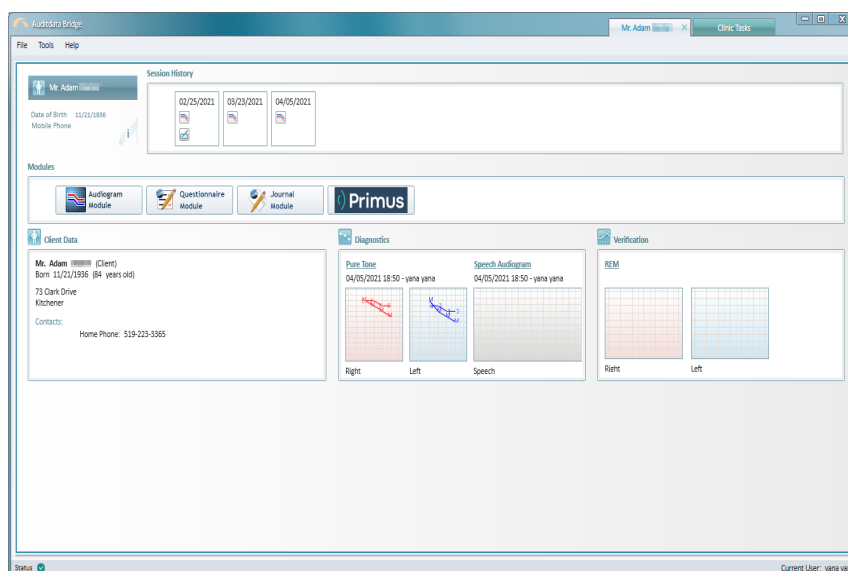 Auditdata Bridge
Mr. Adam
Clinic Tasks
File Tools Help
Mr. Adam
Date of Birth 11/21/1936
Mobile Phone
Session History
02/25/2021 03/23/2021 04/05/2021
Modules
Audiogram Module
Questionnaire Module
Journal Module
Primus
Client Data
Mr. Adam (Client)
Born 11/21/1936 (84 years old)
73 Clark Drive
Kitchener
Contacts:
Home Phone: 519-223-3365
Diagnostics
Pure Tone
04/05/2021 18:50 - yana yana
Right Left
Speech Audiogram
04/05/2021 18:50 - yana yana
Speech
Verification
REM
Right Left
Status
Current User: yana ya